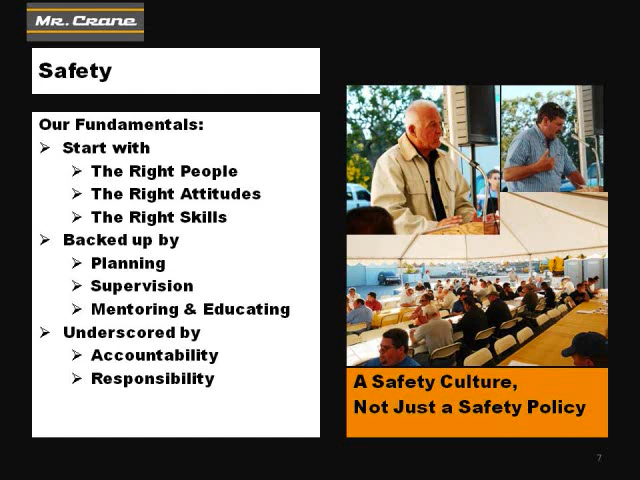 Mr. Crane
Safety
Our Fundamentals:
➢ Start with
➢ The Right People
➢ The Right Attitudes
➢ The Right Skills
➢ Backed up by
➢ Planning
➢ Supervision
➢ Mentoring & Educating
➢ Underscored by
➢ Accountability
➢ Responsibility
A Safety Culture,
Not Just a Safety Policy
7